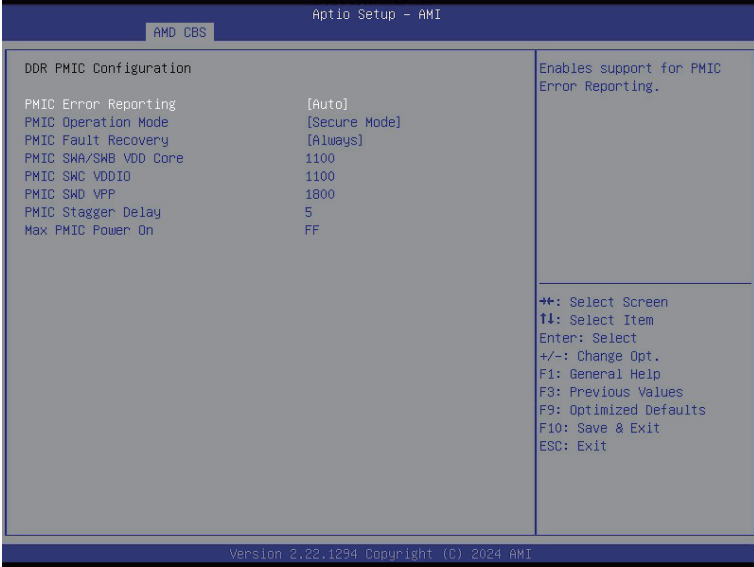 Aptio Setup – AMI
AMD CBS
DDR PMIC Configuration
PMIC Error Reporting [Auto]
PMIC Operation Mode [Secure Mode]
PMIC Fault Recovery [Always]
PMIC SWA/SWB VDD Core 1100
PMIC SWC VDDIO 1100
PMIC SWD VPP 1800
PMIC Stagger Delay 5
Max PMIC Power On FF
Enables support for PMIC
Error Reporting.
→←: Select Screen
↑↓: Select Item
Enter: Select
+/-: Change Opt.
F1: General Help
F3: Previous Values
F9: Optimized Defaults
F10: Save & Exit
ESC: Exit
Version 2.22.1294 Copyright (C) 2024 AMI